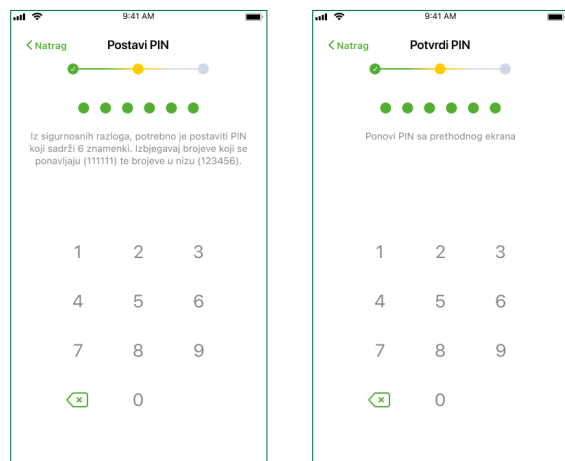 9:41 AM
Natrag
Postavi PIN
Iz sigurnosnih razloga, potrebno je postaviti PIN
koji sadrži 6 znamenki. Izbjegavaj brojeve koji se
ponavljaju (111111) te brojeve u nizu (123456).
1 2 3
4 5 6
7 8 9
0
9:41 AM
Natrag
Potvrdi PIN
Ponovi PIN sa prethodnog ekrana
1 2 3
4 5 6
7 8 9
0